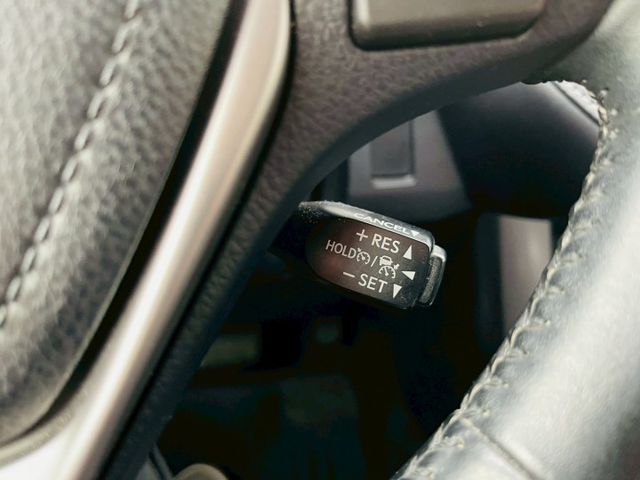 CANCEL
+ RES
HOLD /
− SET